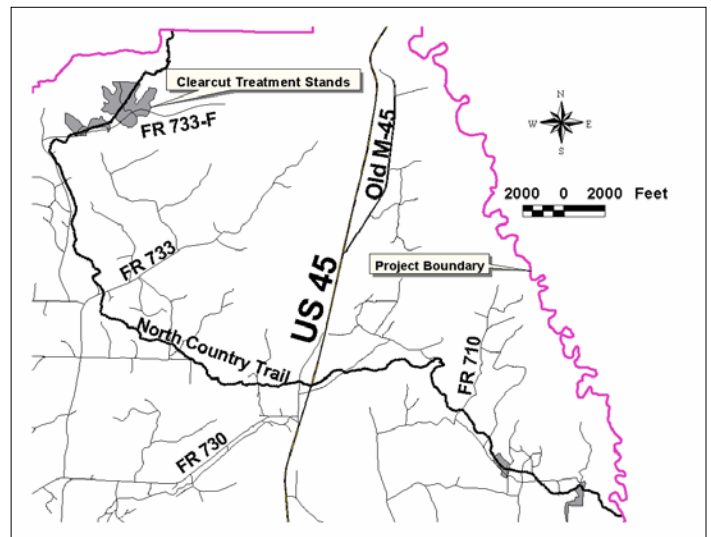 Clearcut Treatment Stands
FR 733-F
Old M-45
N
W E
S
2000 0 2000 Feet
FR 733
US 45
Project Boundary
North Country Trail
FR 710
FR 730